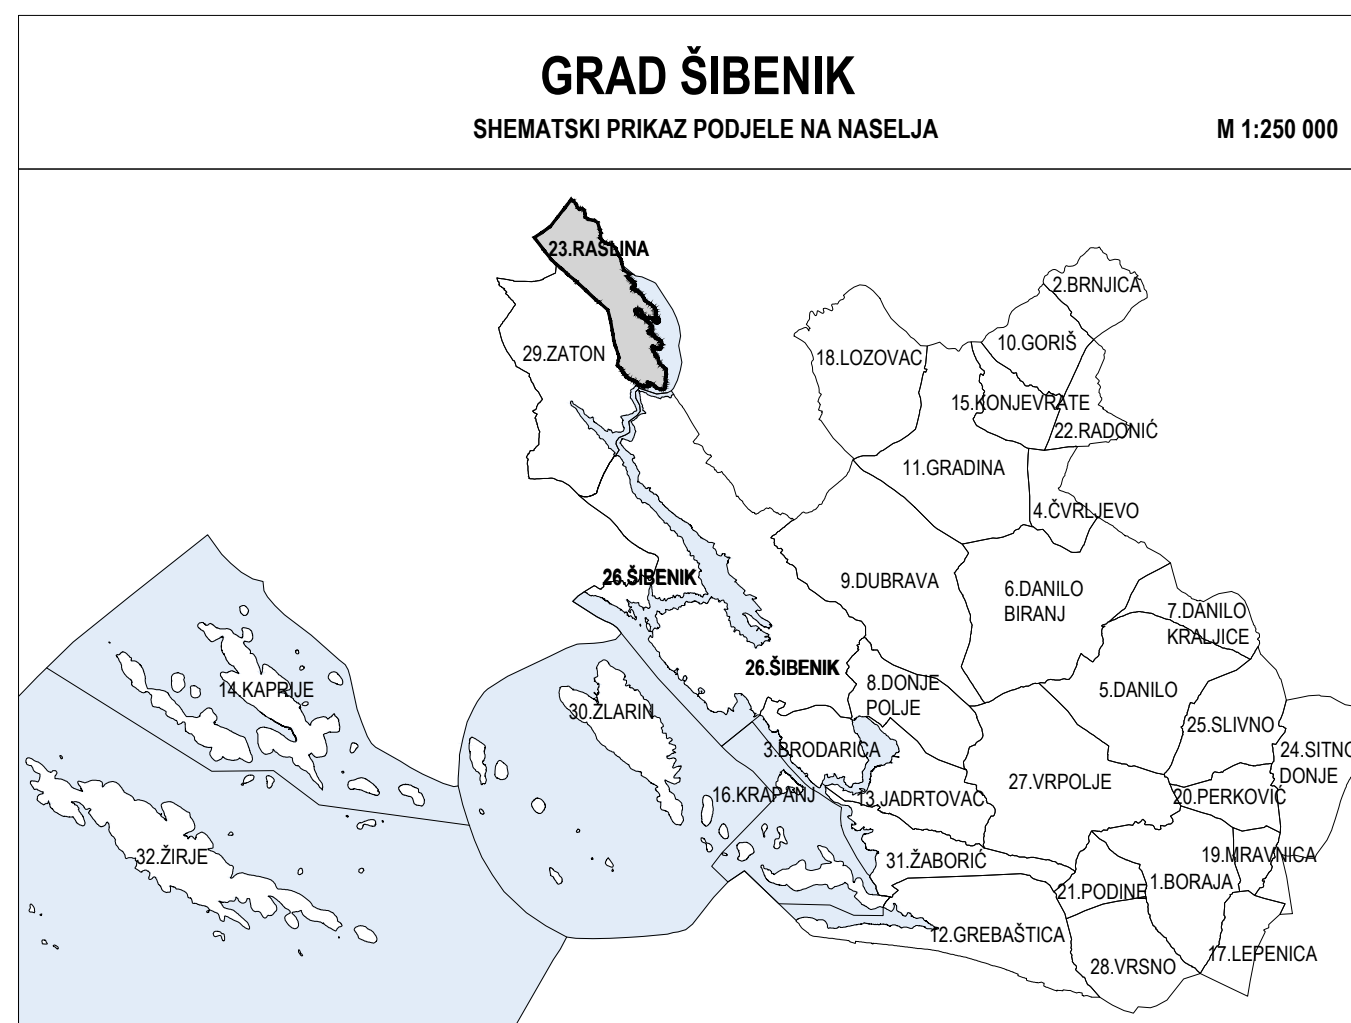 GRAD ŠIBENIK
SHEMATSKI PRIKAZ PODJELE NA NASELJA
M 1:250 000
23.RASLINA
2.BRNJICA
10.GORIŠ
29.ZATON
18.LOZOVAC
15.KONJEVRATE
22.RADONIĆ
11.GRADINA
4.ČVRLJEVO
26.ŠIBENIK
9.DUBRAVA
6.DANILO
BIRANJ
7.DANILO
KRALJICE
26.ŠIBENIK
8.DONJE
POLJE
5.DANILO
14.KAPRIJE
30.ZLARIN
25.SLIVNO
3.BRODARICA
24.SITNO
DONJE
27.VRPOLJE
16.KRAPANJ
13.JADRTOVAC
20.PERKOVIĆ
32.ŽIRJE
31.ŽABORIĆ
19.MRAVNICA
21.PODINE
1.BORAJA
12.GREBAŠTICA
17.LEPENICA
28.VRSNO